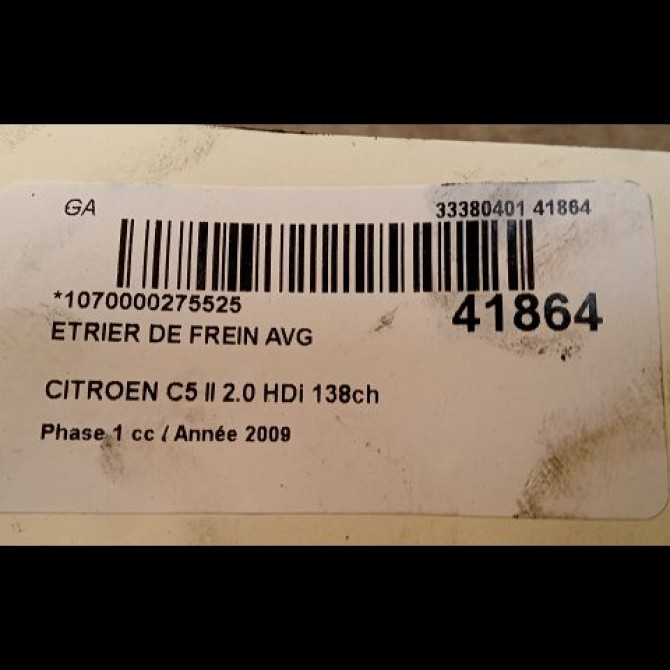 GA 33380401 41864
*1070000275525 41864
ETRIER DE FREIN AVG
CITROEN C5 II 2.0 HDi 138ch
Phase 1 cc / Année 2009